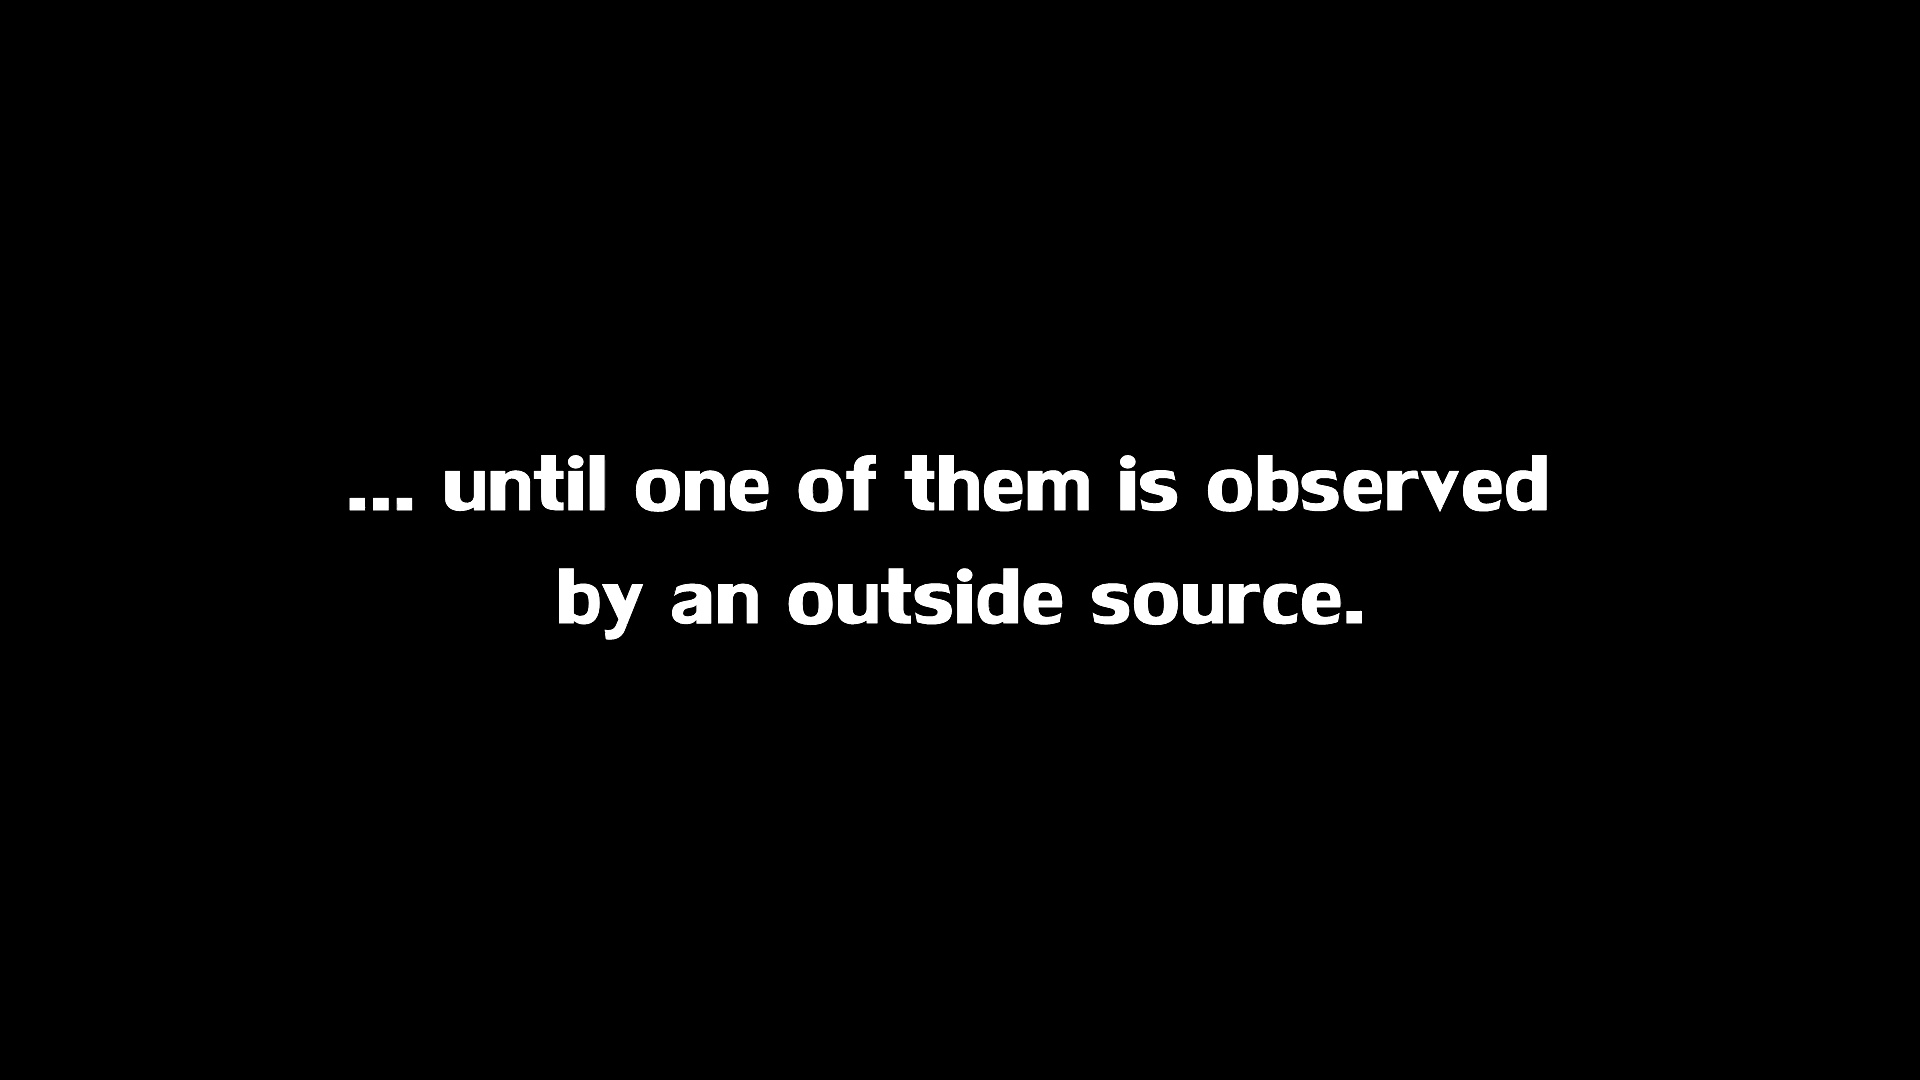 ... until one of them is observed
by an outside source.